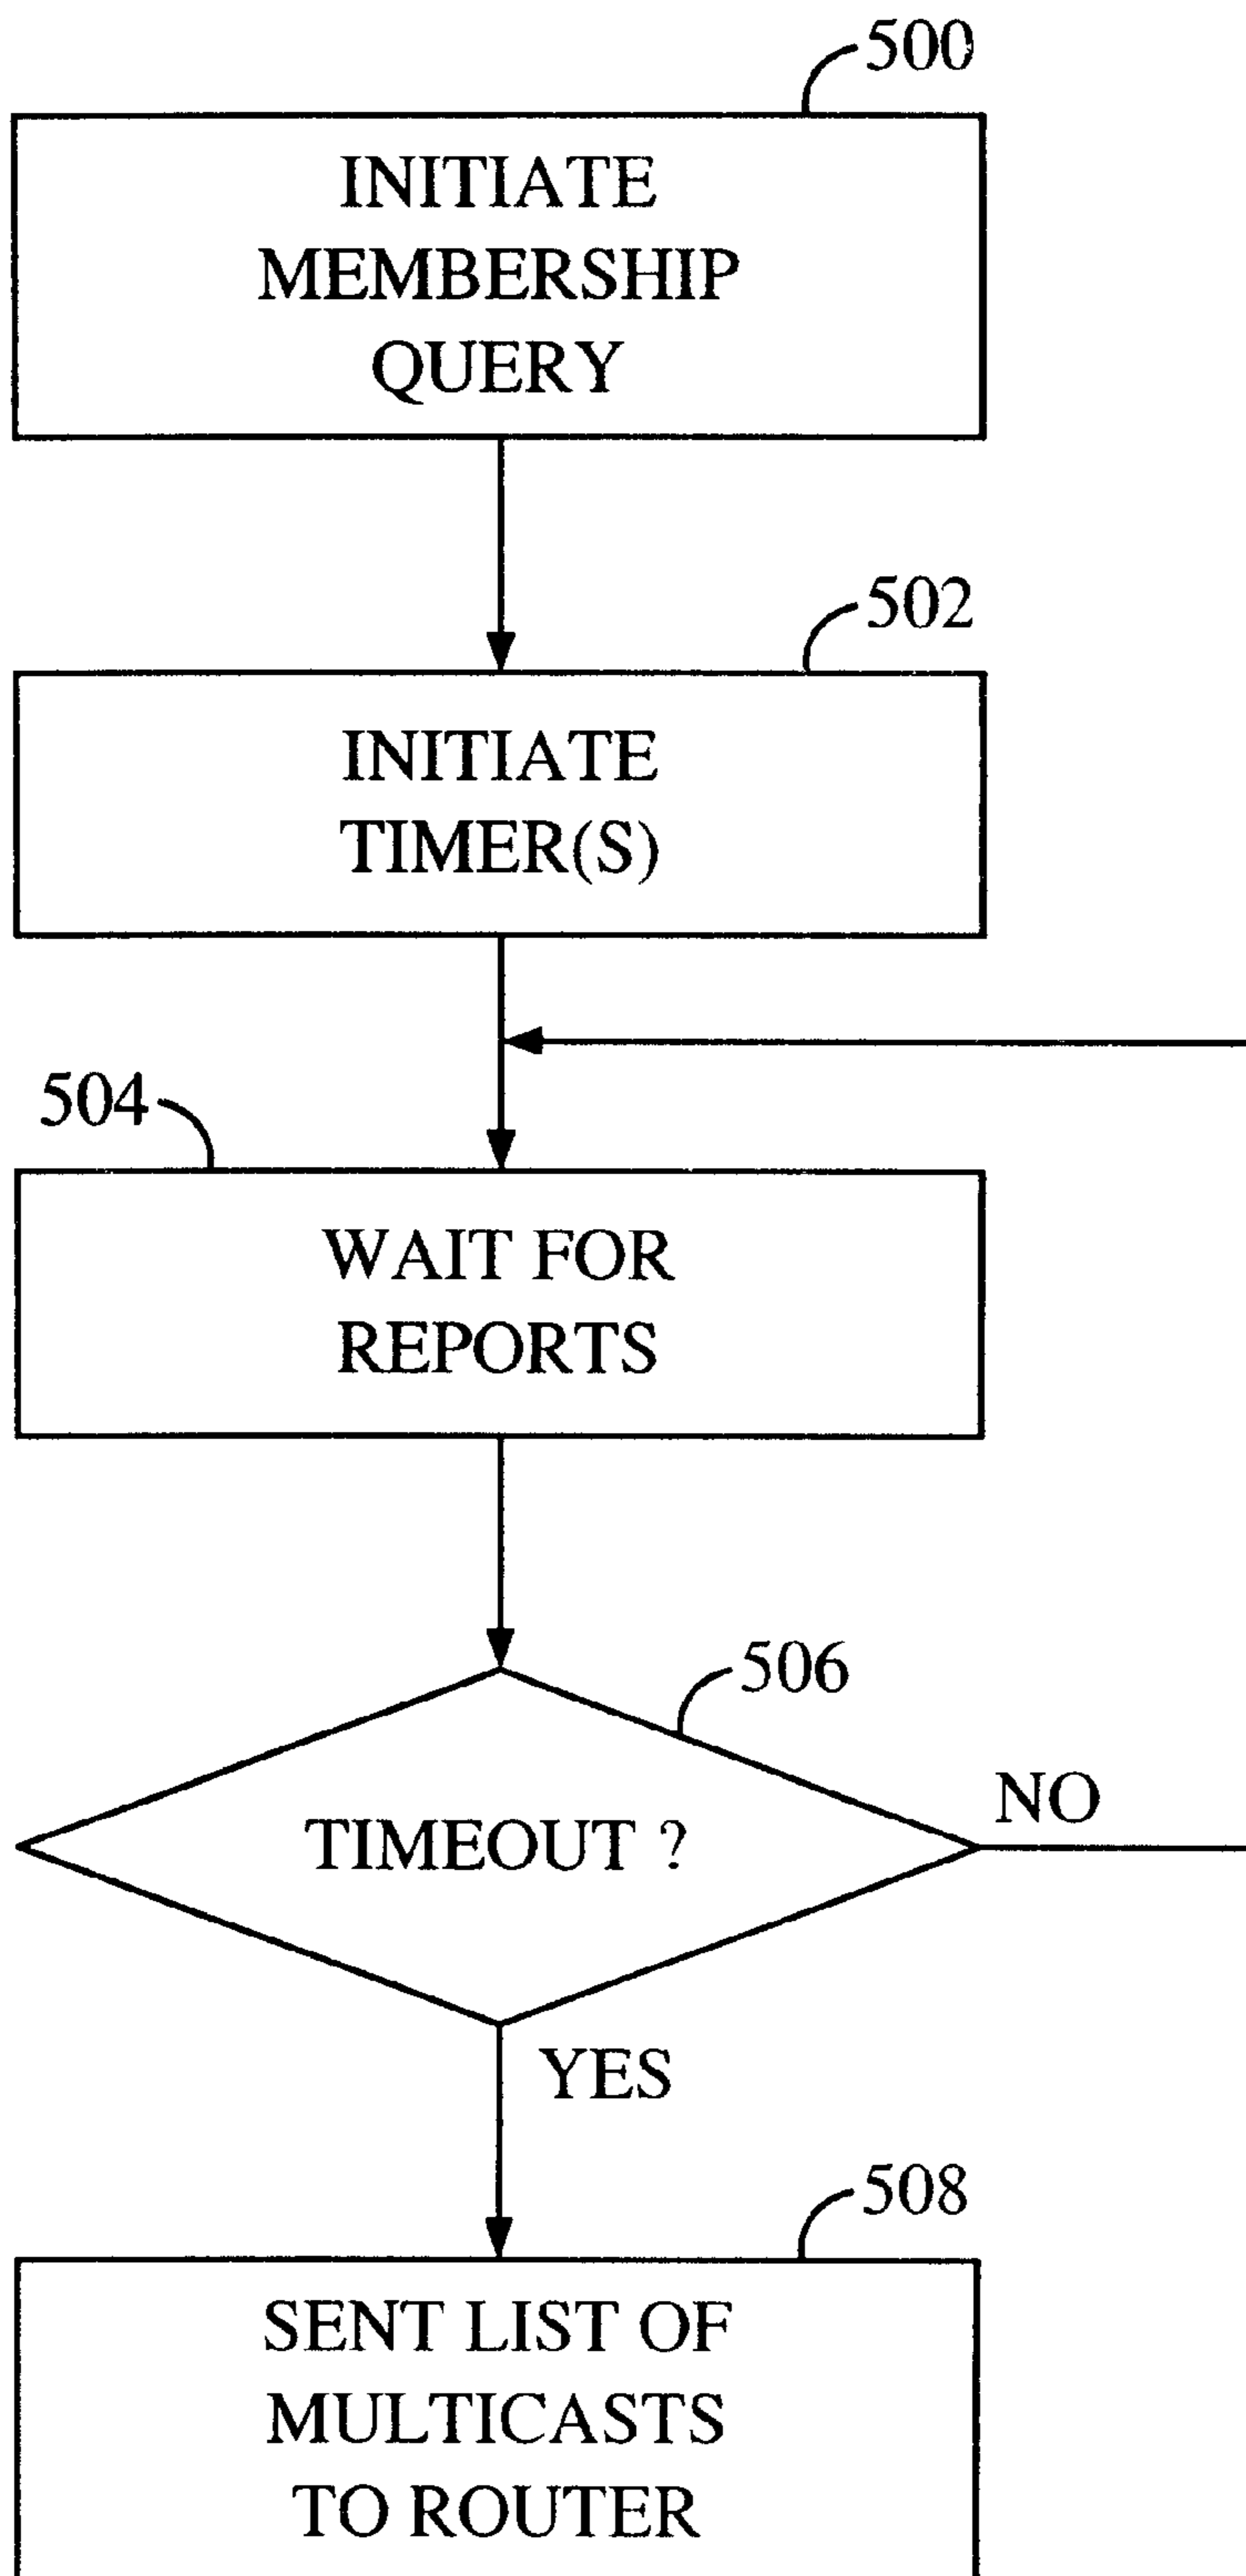 500
INITIATE
MEMBERSHIP
QUERY
502
INITIATE
TIMER(S)
504
WAIT FOR
REPORTS
506
TIMEOUT ?
NO
YES
508
SENT LIST OF
MULTICASTS
TO ROUTER